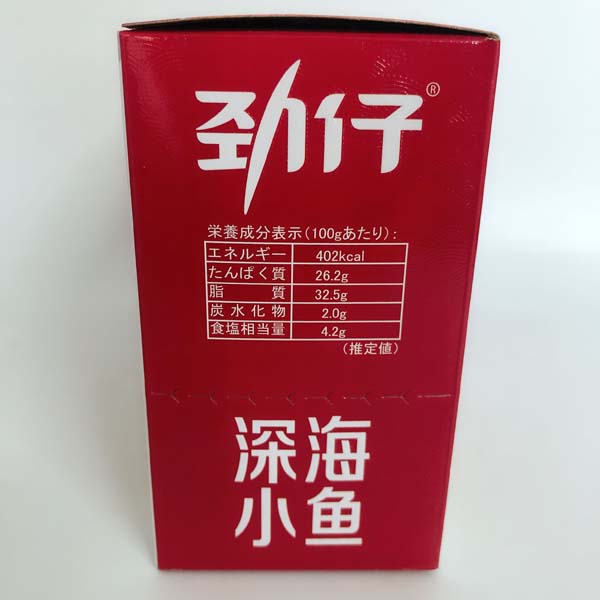 劲仔®
栄養成分表示(100gあたり):
エネルギー 402kcal
たんぱく質 26.2g
脂質 32.5g
炭水化物 2.0g
食塩相当量 4.2g
(推定値)
深海
小鱼